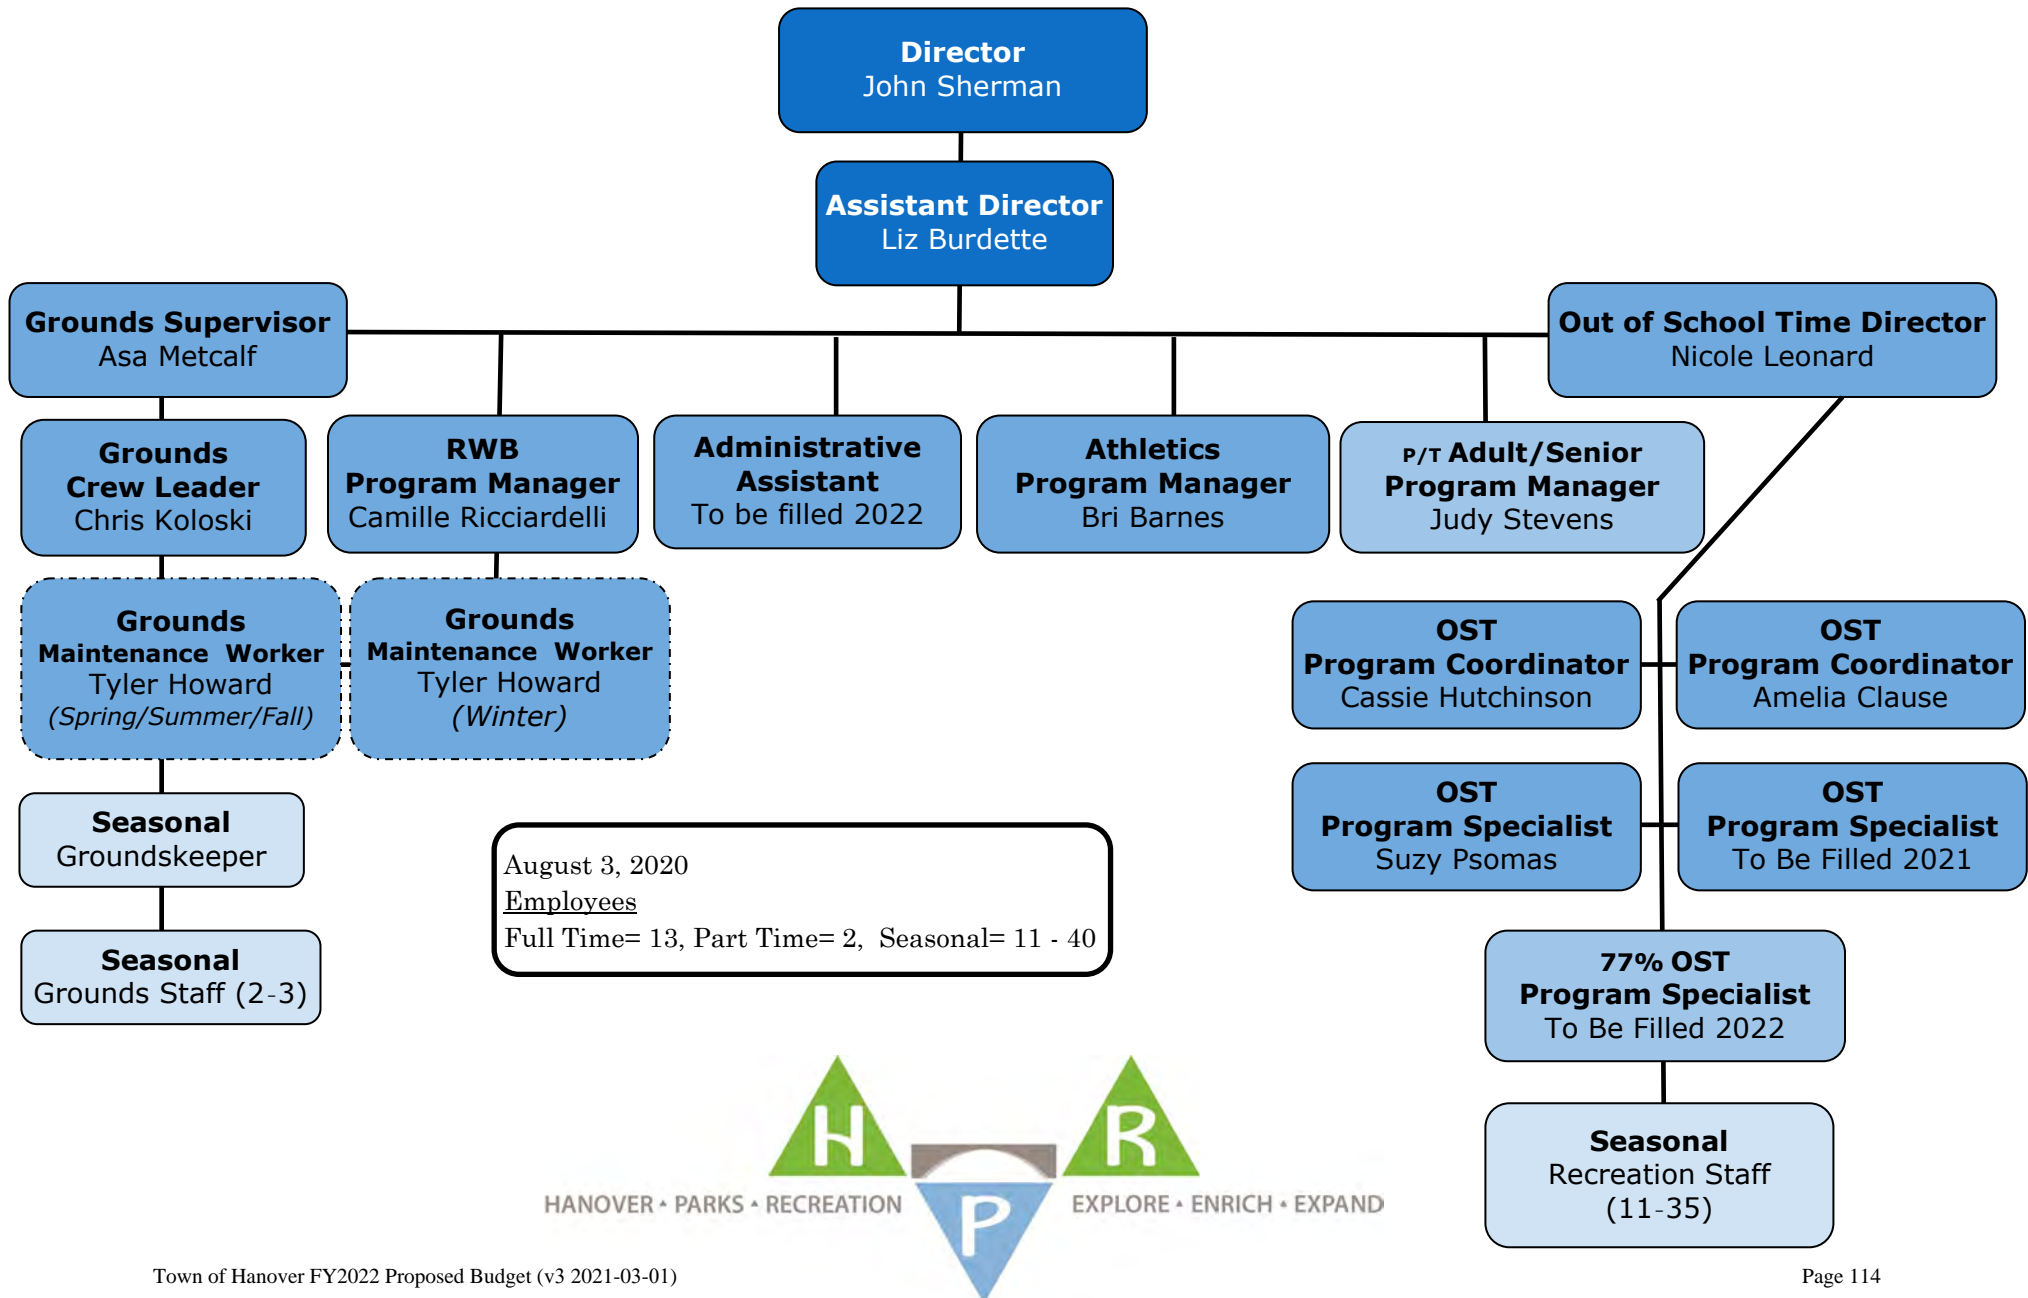 Director
John Sherman
Assistant Director
Liz Burdette
Grounds Supervisor
Asa Metcalf
Out of School Time Director
Nicole Leonard
Grounds
Crew Leader
Chris Koloski
RWB
Program Manager
Camille Ricciardelli
Administrative
Assistant
To be filled 2022
Athletics
Program Manager
Bri Barnes
P/T Adult/Senior
Program Manager
Judy Stevens
Grounds
Maintenance Worker
Tyler Howard
(Spring/Summer/Fall)
Grounds
Maintenance Worker
Tyler Howard
(Winter)
OST
Program Coordinator
Cassie Hutchinson
OST
Program Coordinator
Amelia Clause
Seasonal
Groundskeeper
OST
Program Specialist
Suzy Psomas
OST
Program Specialist
To Be Filled 2021
August 3, 2020
Employees
Full Time= 13, Part Time= 2, Seasonal= 11 - 40
Seasonal
Grounds Staff (2-3)
77% OST
Program Specialist
To Be Filled 2022
Seasonal
Recreation Staff
(11-35)
H
R
P
HANOVER • PARKS • RECREATION
EXPLORE • ENRICH • EXPAND
Town of Hanover FY2022 Proposed Budget (v3 2021-03-01)
Page 114